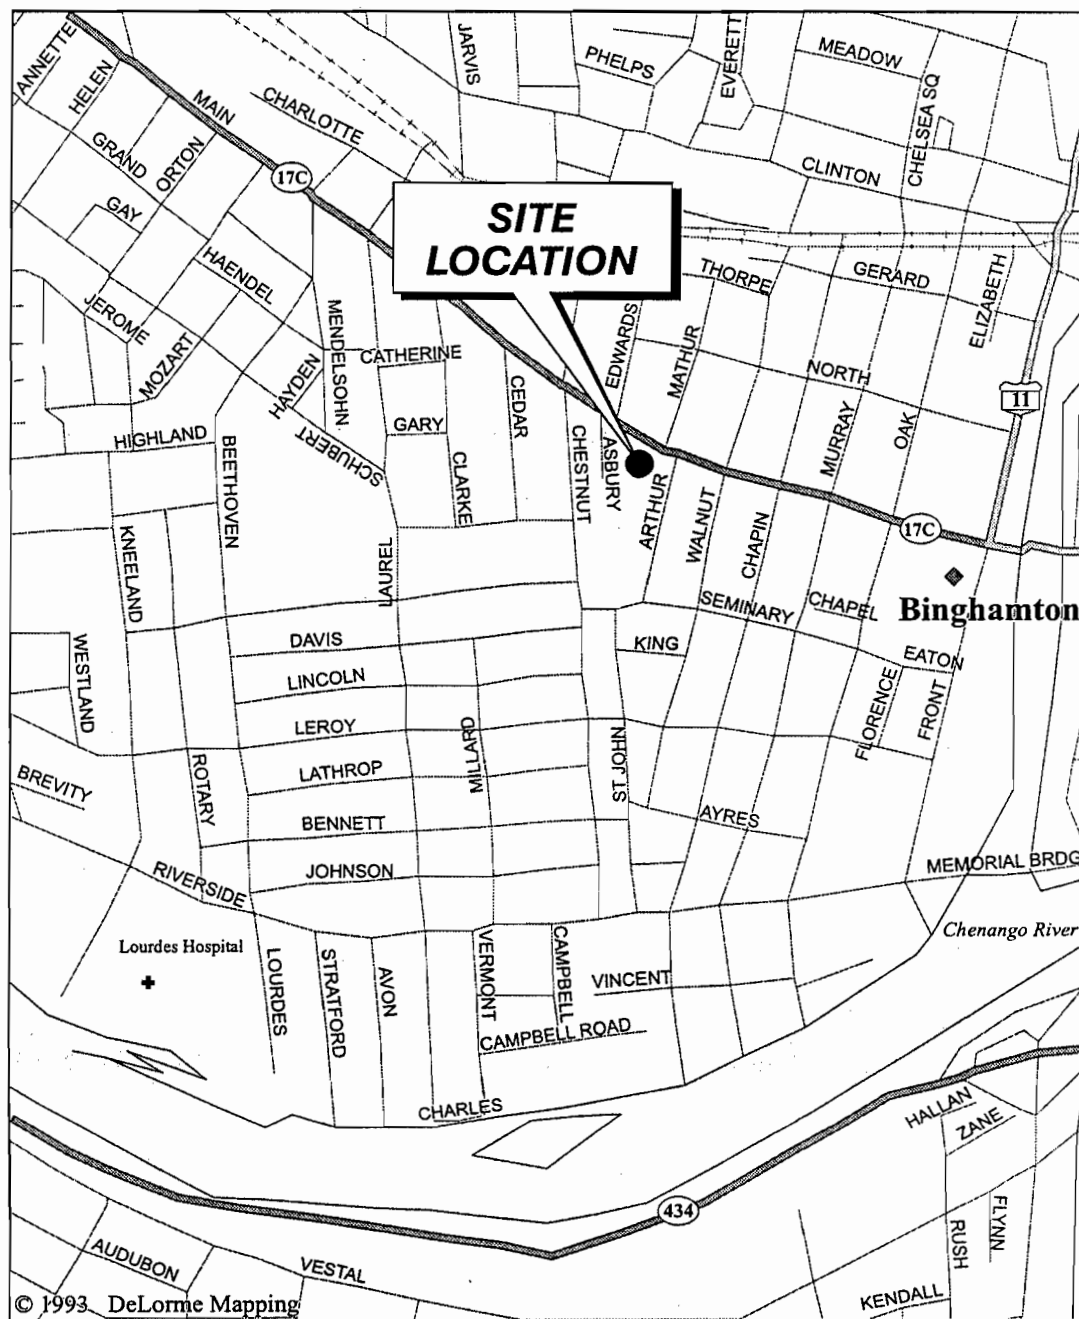 ANNETTE
HELEN
MAIN
CHARLOTTE
JARVIS
PHELPS
EVERETT
MEADOW
CHELSEA SQ
GRAND
ORTON
17C
CLINTON
GAY
SITE
LOCATION
HAENDEL
THORPE
GERARD
ELIZABETH
JEROME
MOZART
MENDELSOHN
HAYDEN
CATHERINE
EDWARDS
MATHUR
NORTH
11
SCHUBERT
GARY
CEDAR
MURRAY
OAK
HIGHLAND
BEETHOVEN
CLARKE
CHESTNUT
ASBURY
ARTHUR
WALNUT
CHAPIN
17C
KNEELAND
LAUREL
SEMINARY
CHAPEL
Binghamton
WESTLAND
DAVIS
KING
EATON
LINCOLN
FLORENCE
FRONT
LEROY
MILLARD
ST JOHN
BREVITY
ROTARY
LATHROP
BENNETT
AYRES
RIVERSIDE
JOHNSON
MEMORIAL BRDG
Lourdes Hospital
LOURDES
STRATFORD
AVON
VERMONT
CAMPBELL
VINCENT
Chenango River
CAMPBELL ROAD
CHARLES
HALLAN
ZANE
434
RUSH
FLYNN
AUDUBON
VESTAL
KENDALL
© 1993 DeLorme Mapping